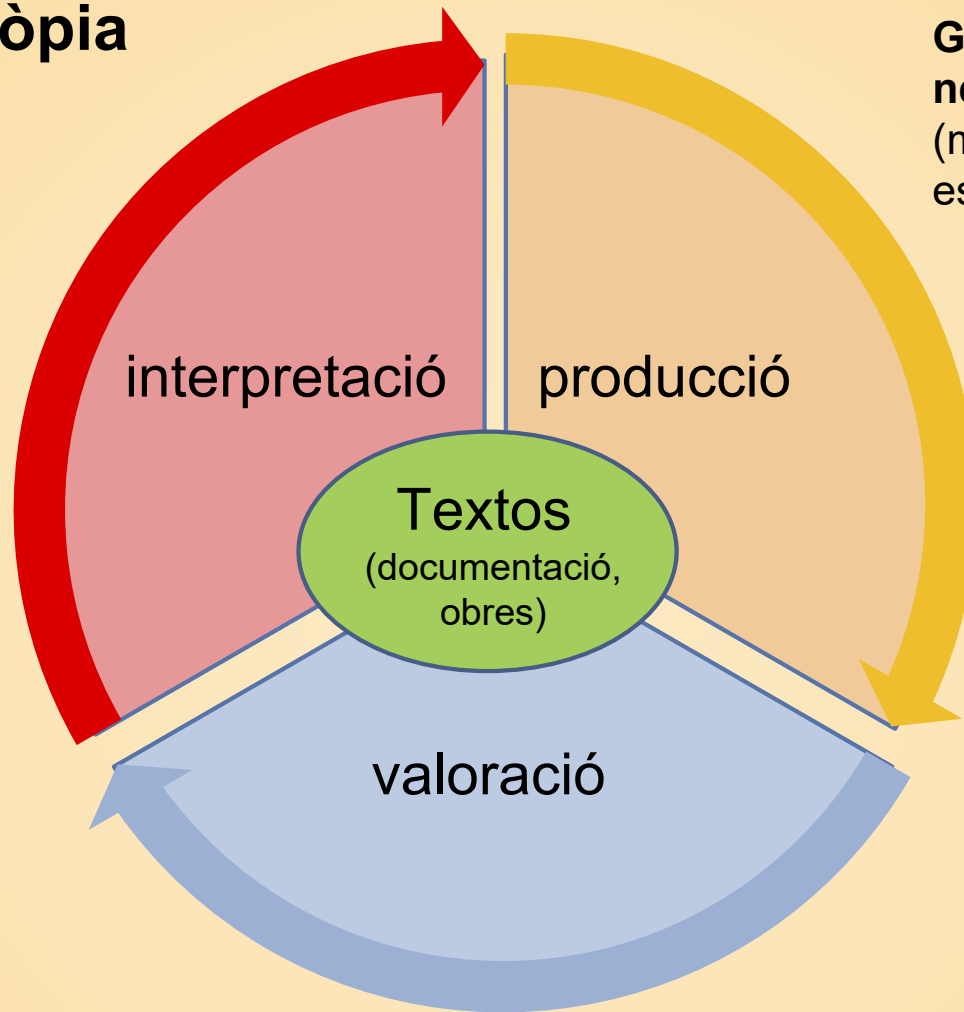 òpia
interpretació
producció
Textos
(documentació,
obres)
valoració